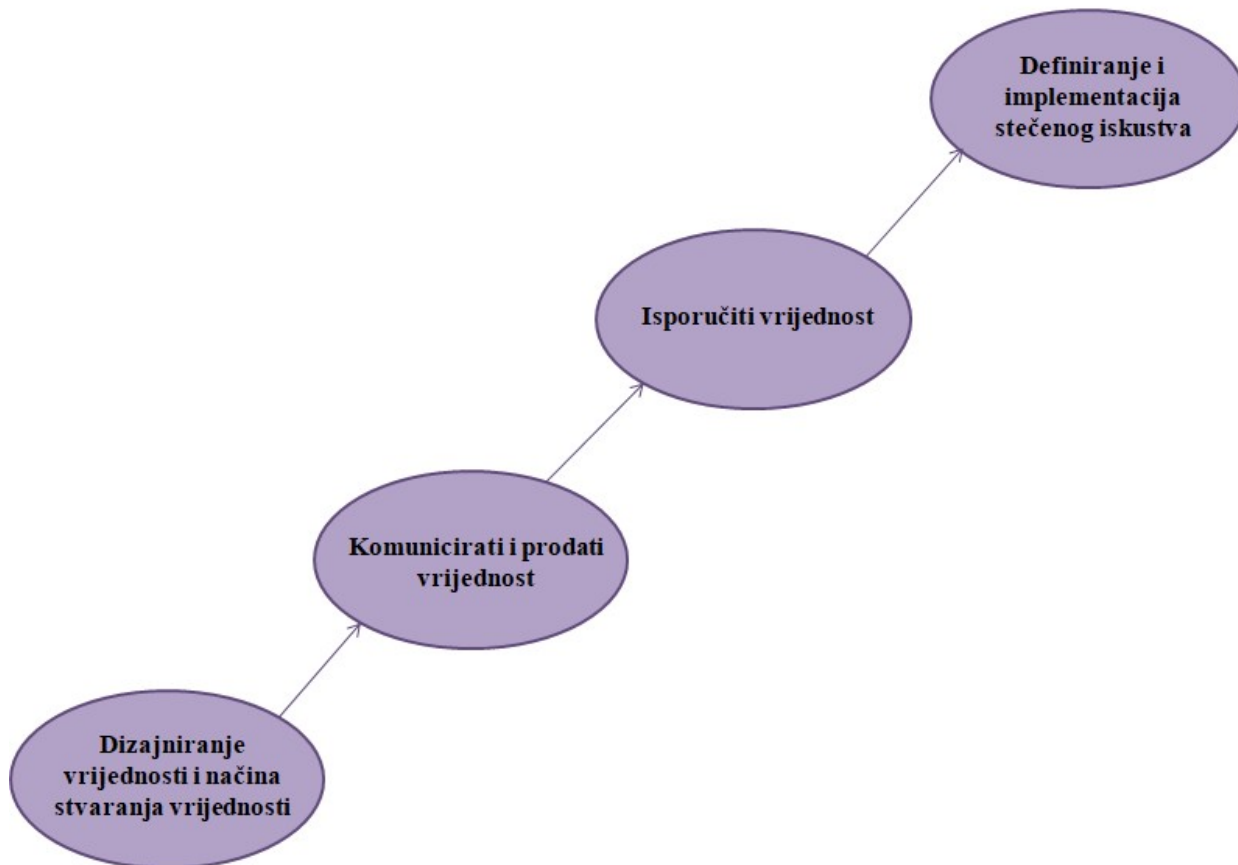 Definiranje i
implementacija
stečenog iskustva
Isporučiti vrijednost
Komunicirati i prodati
vrijednost
Dizajniranje
vrijednosti i načina
stvaranja vrijednosti